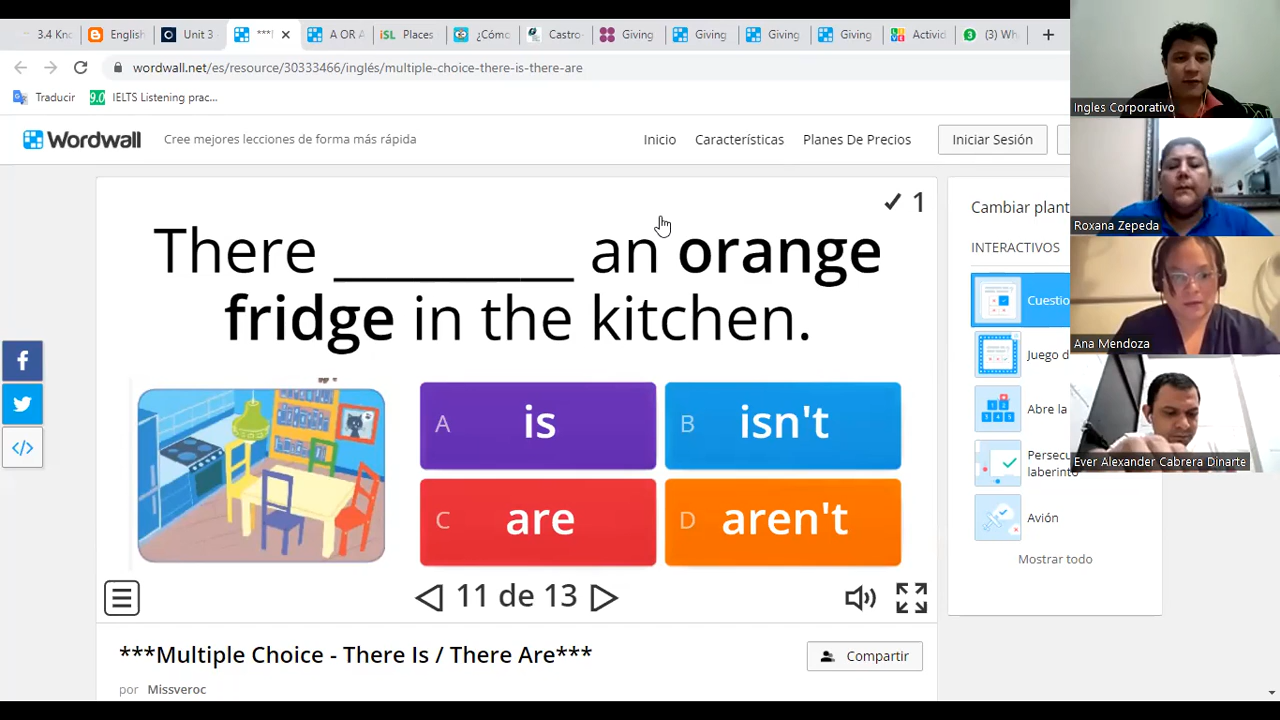 3.4 Kno
English
Unit 3
***|
A OR A
iSL Places
¿Cómo
Castro
Giving
Giving
Giving
Giving
Activid
(3) Wh
wordwall.net/es/resource/30333466/inglés/multiple-choice-there-is-there-are
Traducir
9.0 IELTS Listening prac...
Wordwall
Cree mejores lecciones de forma más rápida
Inicio
Características
Planes De Precios
Iniciar Sesión
✓ 1
There ________ an orange
fridge in the kitchen.
A is
B isn't
C are
D aren't
11 de 13
***Multiple Choice - There Is / There Are***
Compartir
por Missveroc
Cambiar plant
INTERACTIVOS
Cuestio
Juego d
Abre la
Persecu
laberinto
Avión
Mostrar todo
Ingles Corporativo
Roxana Zepeda
Ana Mendoza
Ever Alexander Cabrera Dinarte